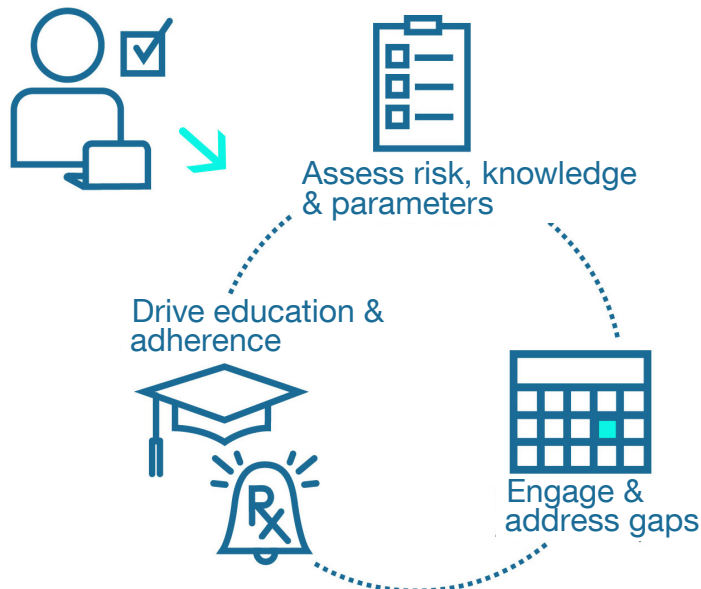 Assess risk, knowledge
& parameters
Drive education &
adherence
Rx
Engage &
address gaps